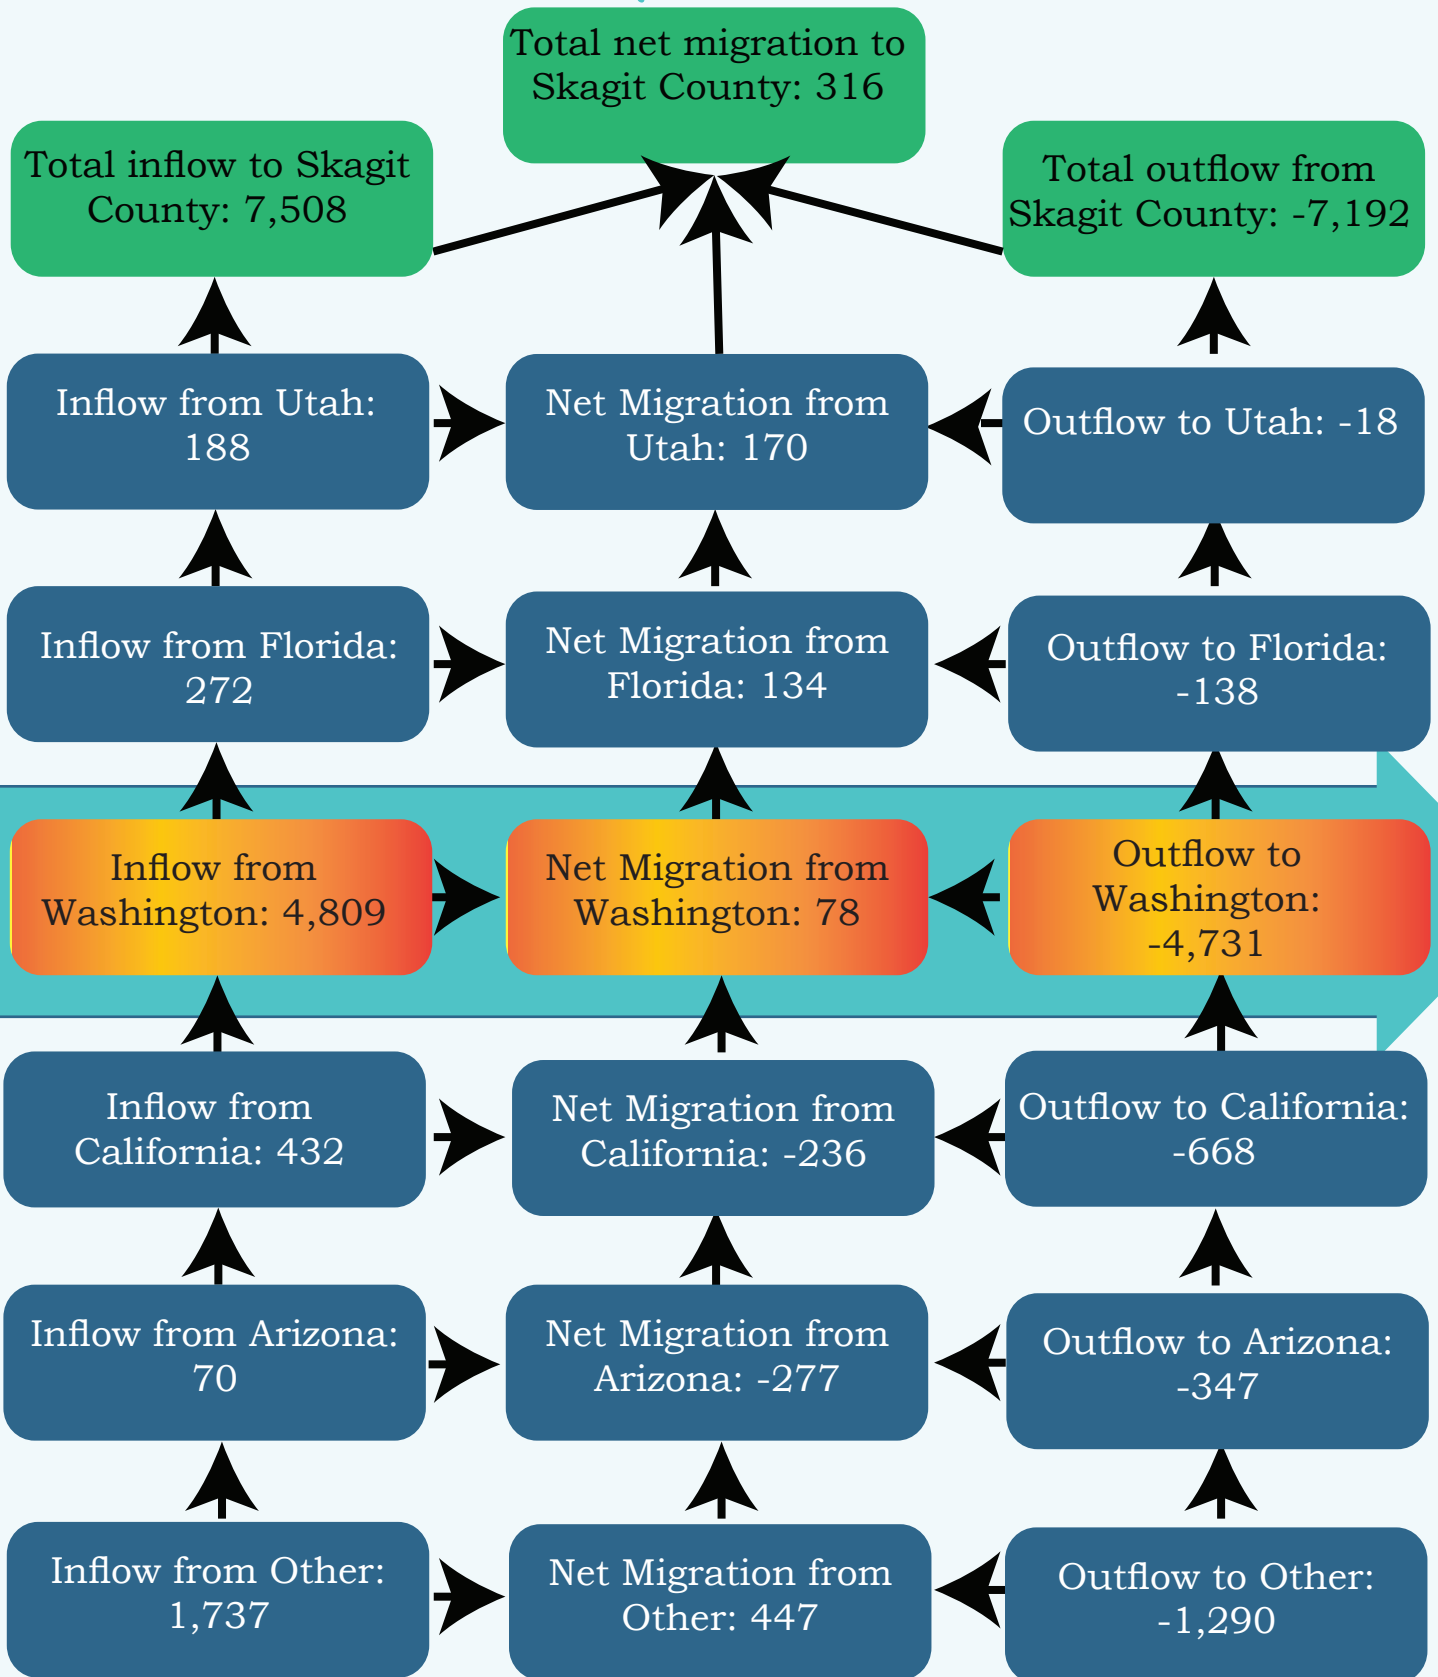 Total net migration to
Skagit County: 316
Total inflow to Skagit
County: 7,508
Total outflow from
Skagit County: -7,192
Inflow from Utah:
188
Net Migration from
Utah: 170
Outflow to Utah: -18
Inflow from Florida:
272
Net Migration from
Florida: 134
Outflow to Florida:
-138
Inflow from
Washington: 4,809
Net Migration from
Washington: 78
Outflow to
Washington:
-4,731
Inflow from
California: 432
Net Migration from
California: -236
Outflow to California:
-668
Inflow from Arizona:
70
Net Migration from
Arizona: -277
Outflow to Arizona:
-347
Inflow from Other:
1,737
Net Migration from
Other: 447
Outflow to Other:
-1,290